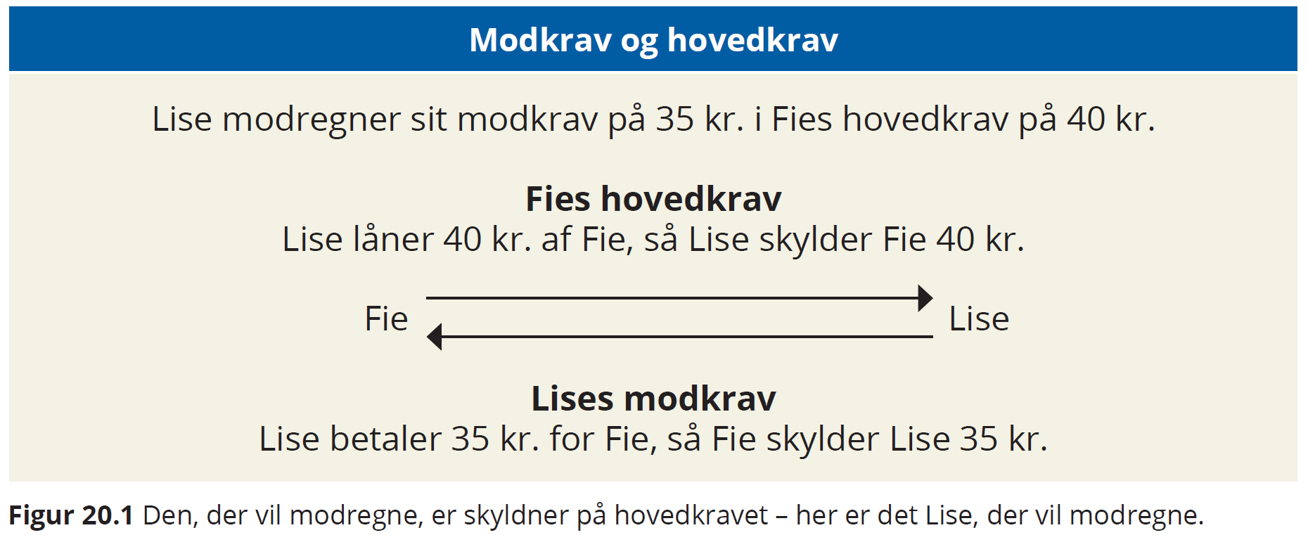 Modkrav og hovedkrav
Lise modregner sit modkrav på 35 kr. i Fies hovedkrav på 40 kr.
Fies hovedkrav
Lise låner 40 kr. af Fie, så Lise skylder Fie 40 kr.
Fie
Lise
Lises modkrav
Lise betaler 35 kr. for Fie, så Fie skylder Lise 35 kr.
Figur 20.1 Den, der vil modregne, er skyldner på hovedkravet – her er det Lise, der vil modregne.